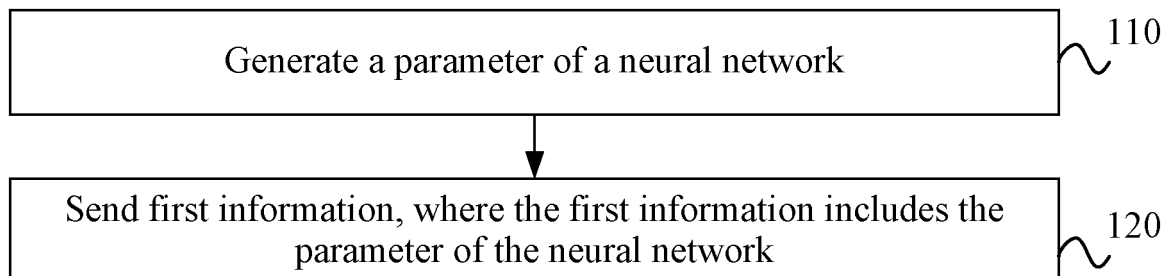 Generate a parameter of a neural network
110
Send first information, where the first information includes the
parameter of the neural network
120